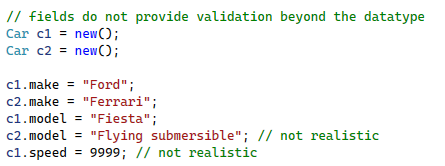 // fields do not provide validation beyond the datatype
Car c1 = new();
Car c2 = new();
c1.make = "Ford";
c2.make = "Ferrari";
c1.model = "Fiesta";
c2.model = "Flying submersible"; // not realistic
c1.speed = 9999; // not realistic